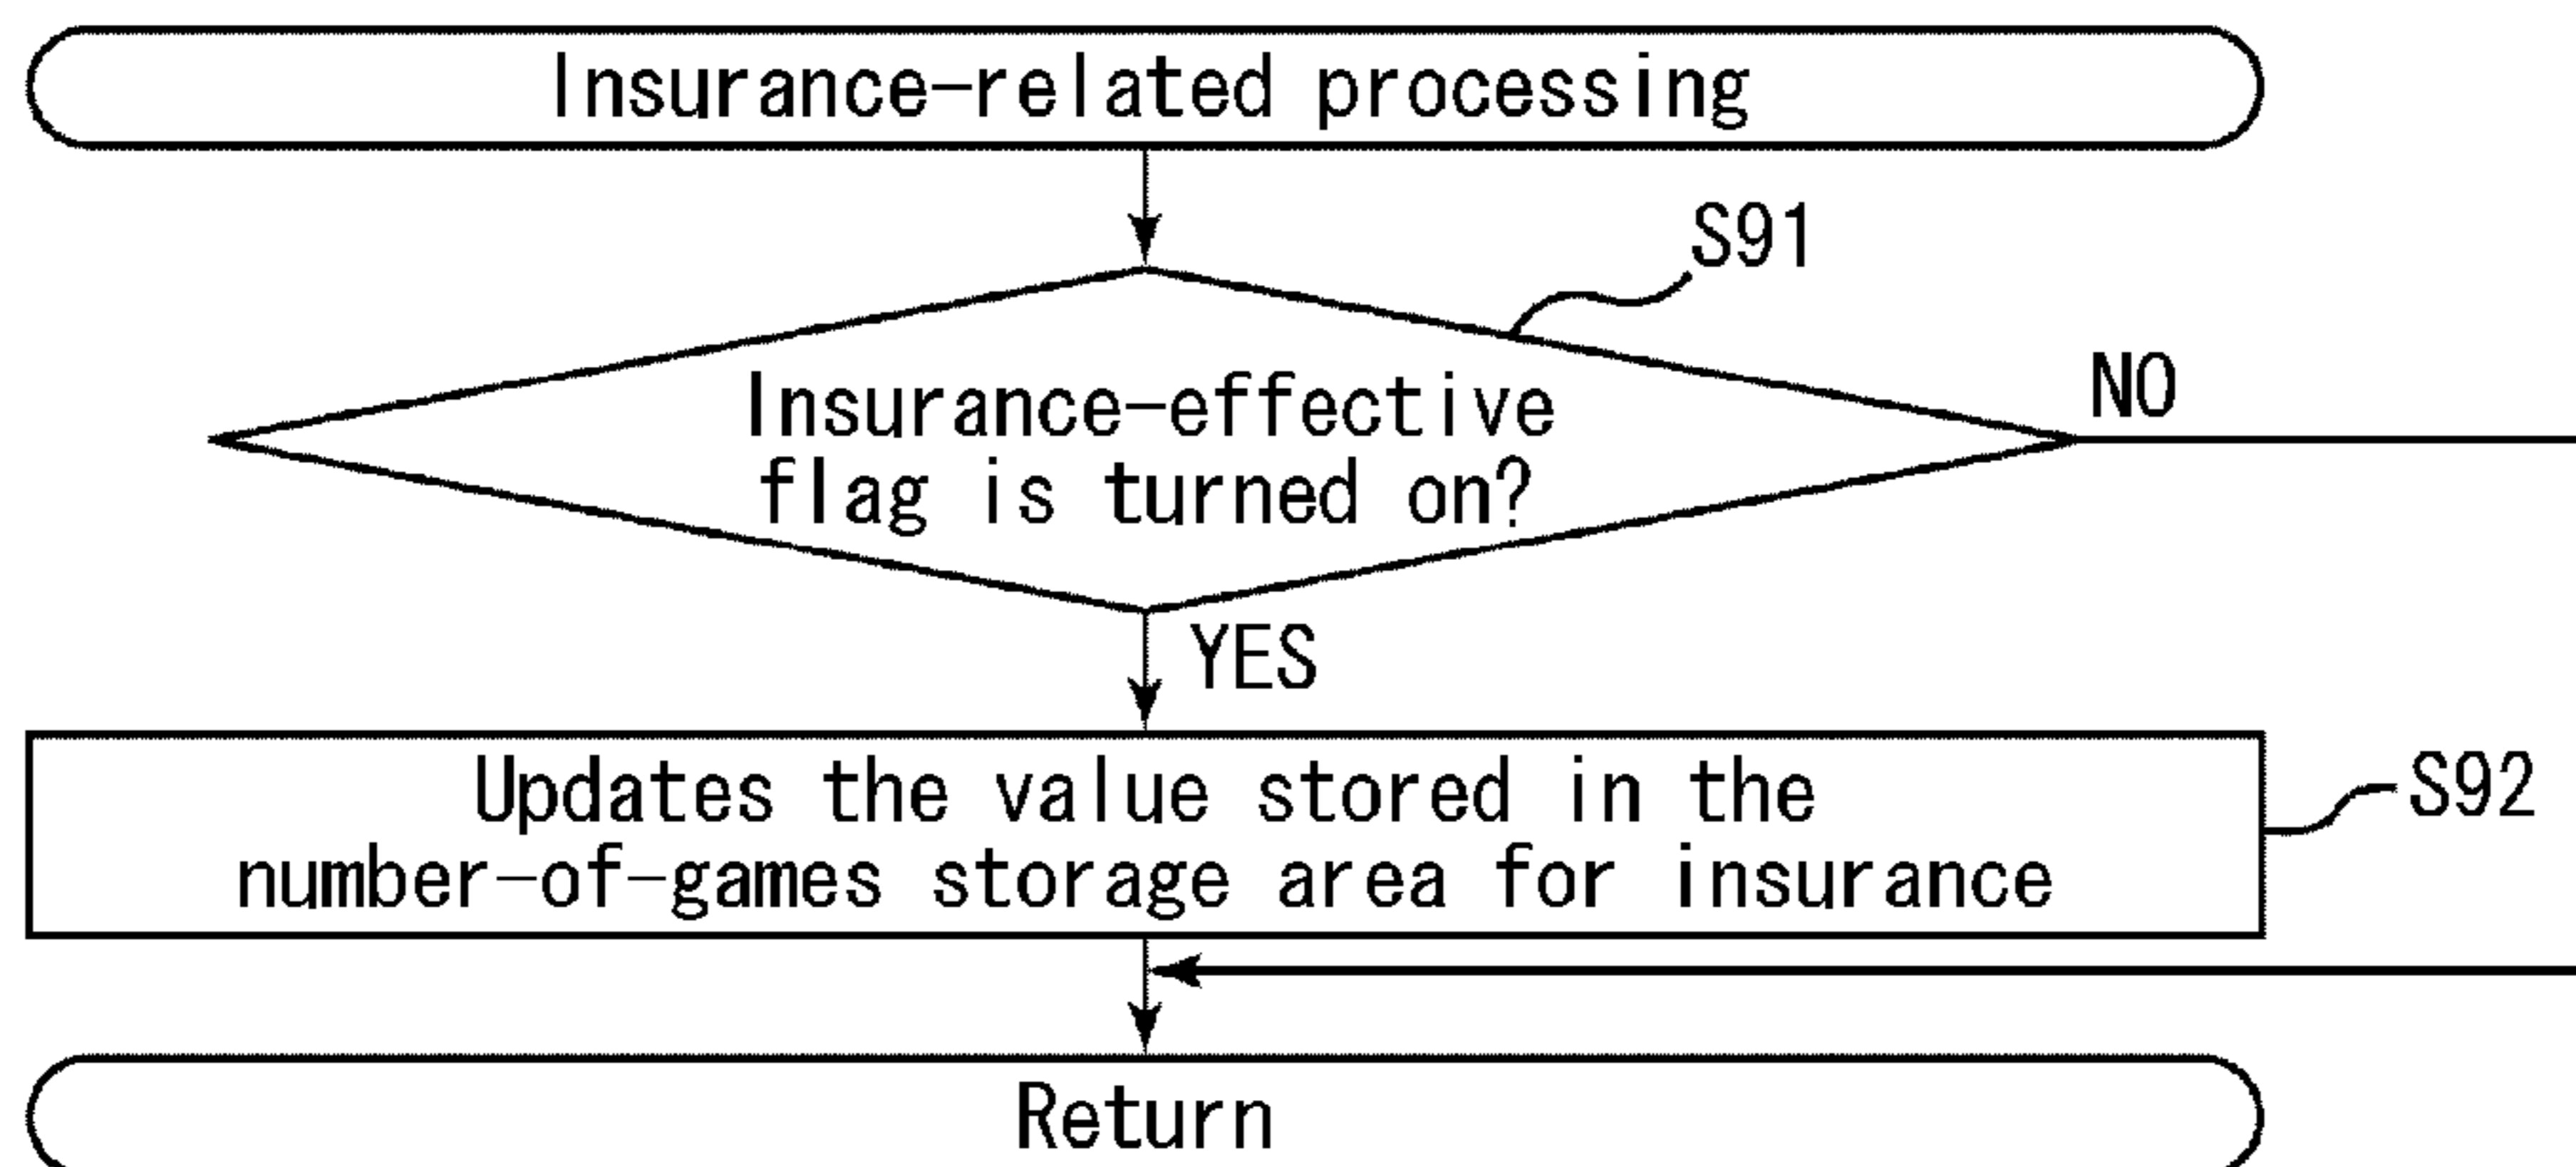 Insurance-related processing
S91
NO
Insurance-effective
flag is turned on?
YES
Updates the value stored in the
number-of-games storage area for insurance
S92
Return